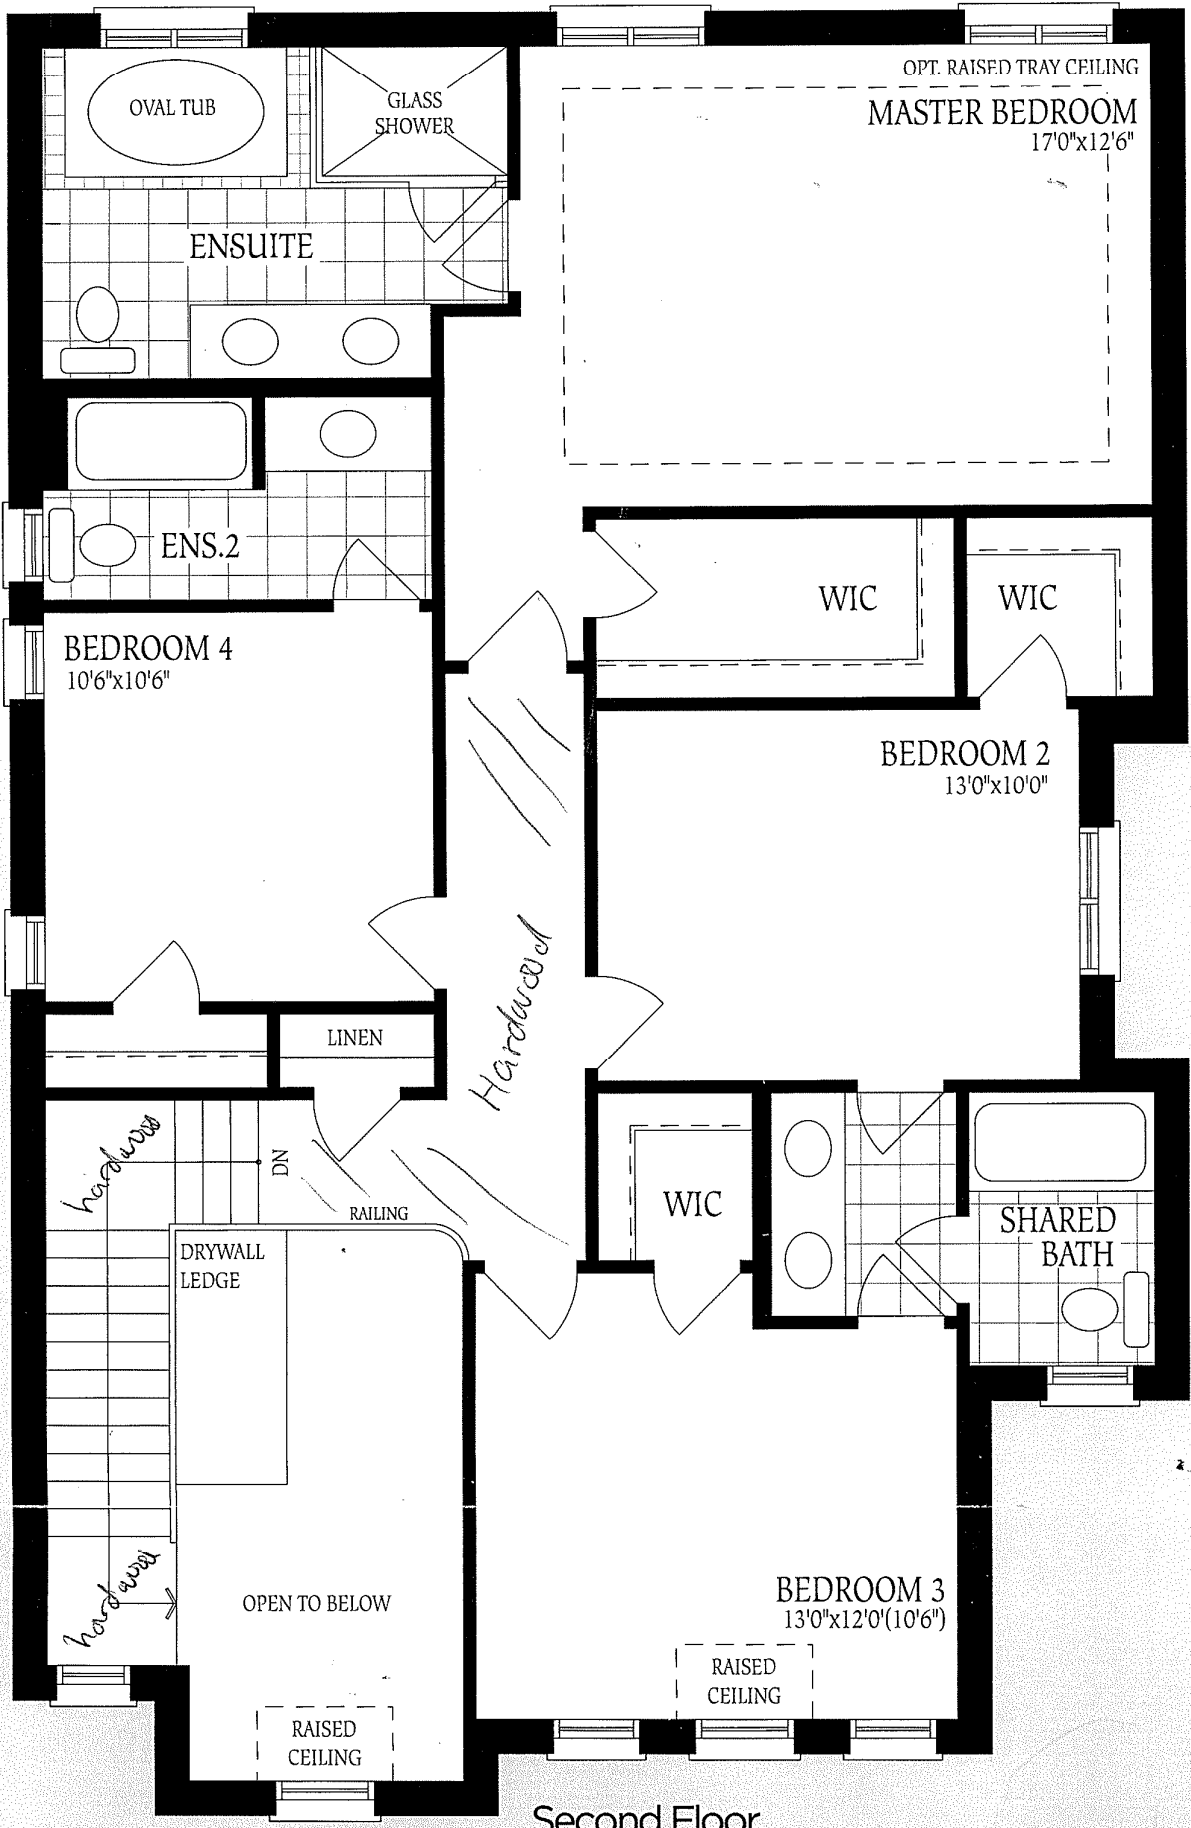 OPT. RAISED TRAY CEILING
MASTER BEDROOM
17'0"x12'6"
OVAL TUB
GLASS
SHOWER
ENSUITE
ENS.2
WIC
WIC
BEDROOM 4
10'6"x10'6"
BEDROOM 2
13'0"x10'0"
Hardwood
LINEN
hardwood
DN
RAILING
DRYWALL
LEDGE
WIC
SHARED
BATH
hardwood
OPEN TO BELOW
BEDROOM 3
13'0"x12'0"(10'6")
RAISED
CEILING
RAISED
CEILING
Second Floor